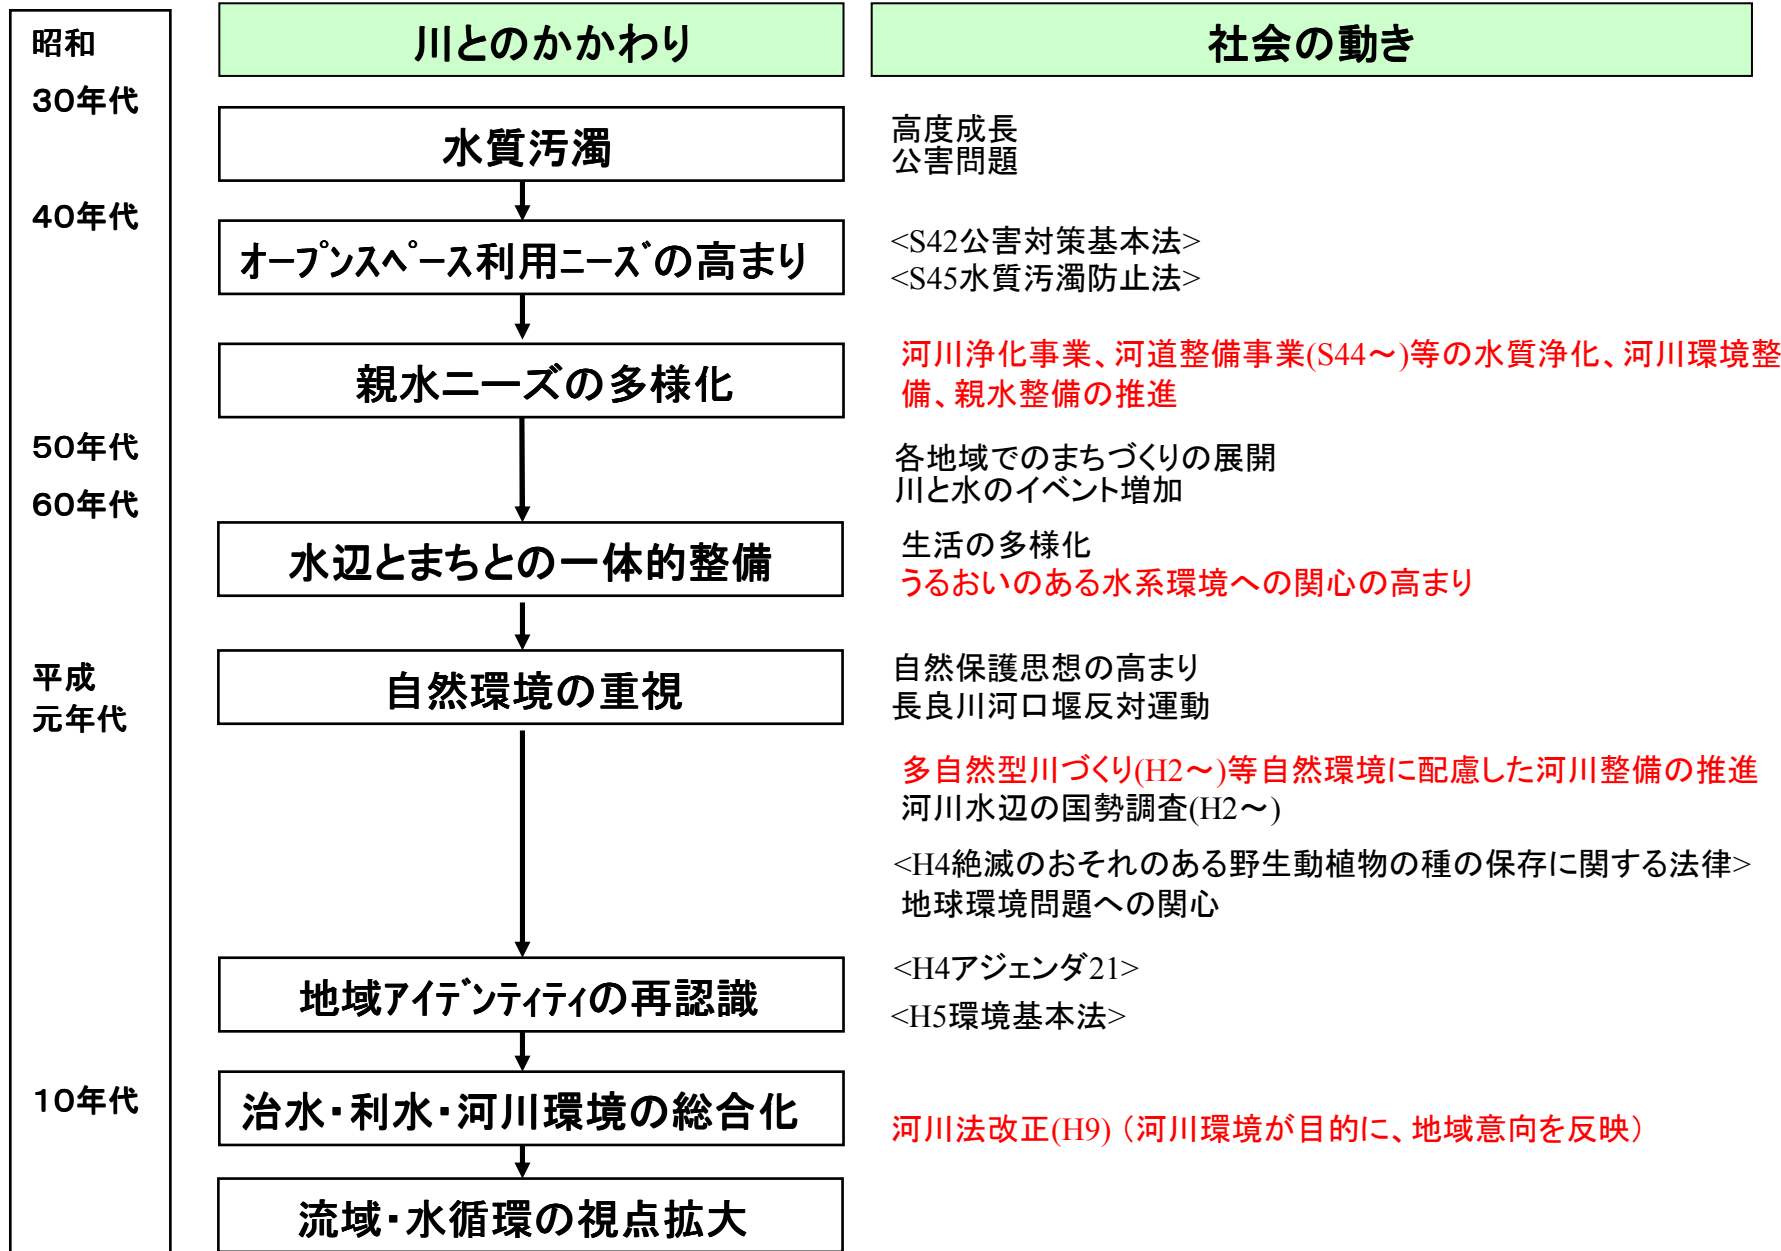 昭和
30年代
40年代
50年代
60年代
平成
元年代
10年代
川とのかかわり
水質汚濁
ｵｰﾌﾟﾝｽﾍﾟｰｽ利用ﾆｰｽﾞの高まり
親水ニーズの多様化
水辺とまちとの一体的整備
自然環境の重視
地域ｱｲﾃﾞﾝﾃｨﾃｨの再認識
治水・利水・河川環境の総合化
流域・水循環の視点拡大
社会の動き
高度成長
公害問題
<S42公害対策基本法>
<S45水質汚濁防止法>
河川浄化事業、河道整備事業(S44～)等の水質浄化、河川環境整
備、親水整備の推進
各地域でのまちづくりの展開
川と水のイベント増加
生活の多様化
うるおいのある水系環境への関心の高まり
自然保護思想の高まり
長良川河口堰反対運動
多自然型川づくり(H2～)等自然環境に配慮した河川整備の推進
河川水辺の国勢調査(H2～)
<H4絶滅のおそれのある野生動植物の種の保存に関する法律>
地球環境問題への関心
<H4アジェンダ21>
<H5環境基本法>
河川法改正(H9)（河川環境が目的に、地域意向を反映）